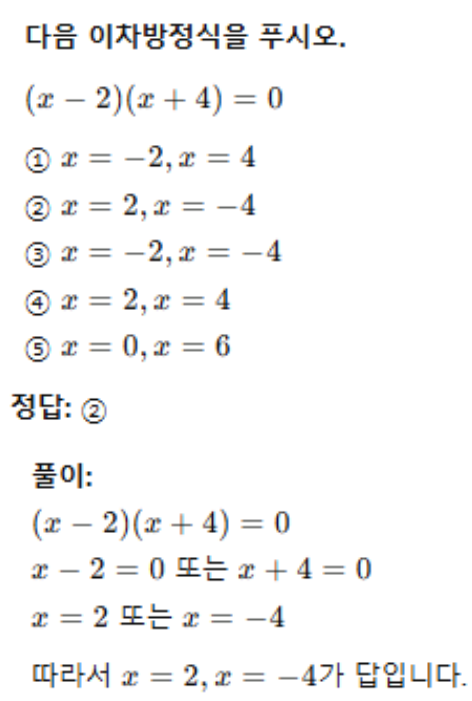 다음 이차방정식을 푸시오.
(x − 2)(x + 4) = 0
① x = −2, x = 4
② x = 2, x = −4
③ x = −2, x = −4
④ x = 2, x = 4
⑤ x = 0, x = 6
정답: ②
풀이:
(x − 2)(x + 4) = 0
x − 2 = 0 또는 x + 4 = 0
x = 2 또는 x = −4
따라서 x = 2, x = −4가 답입니다.